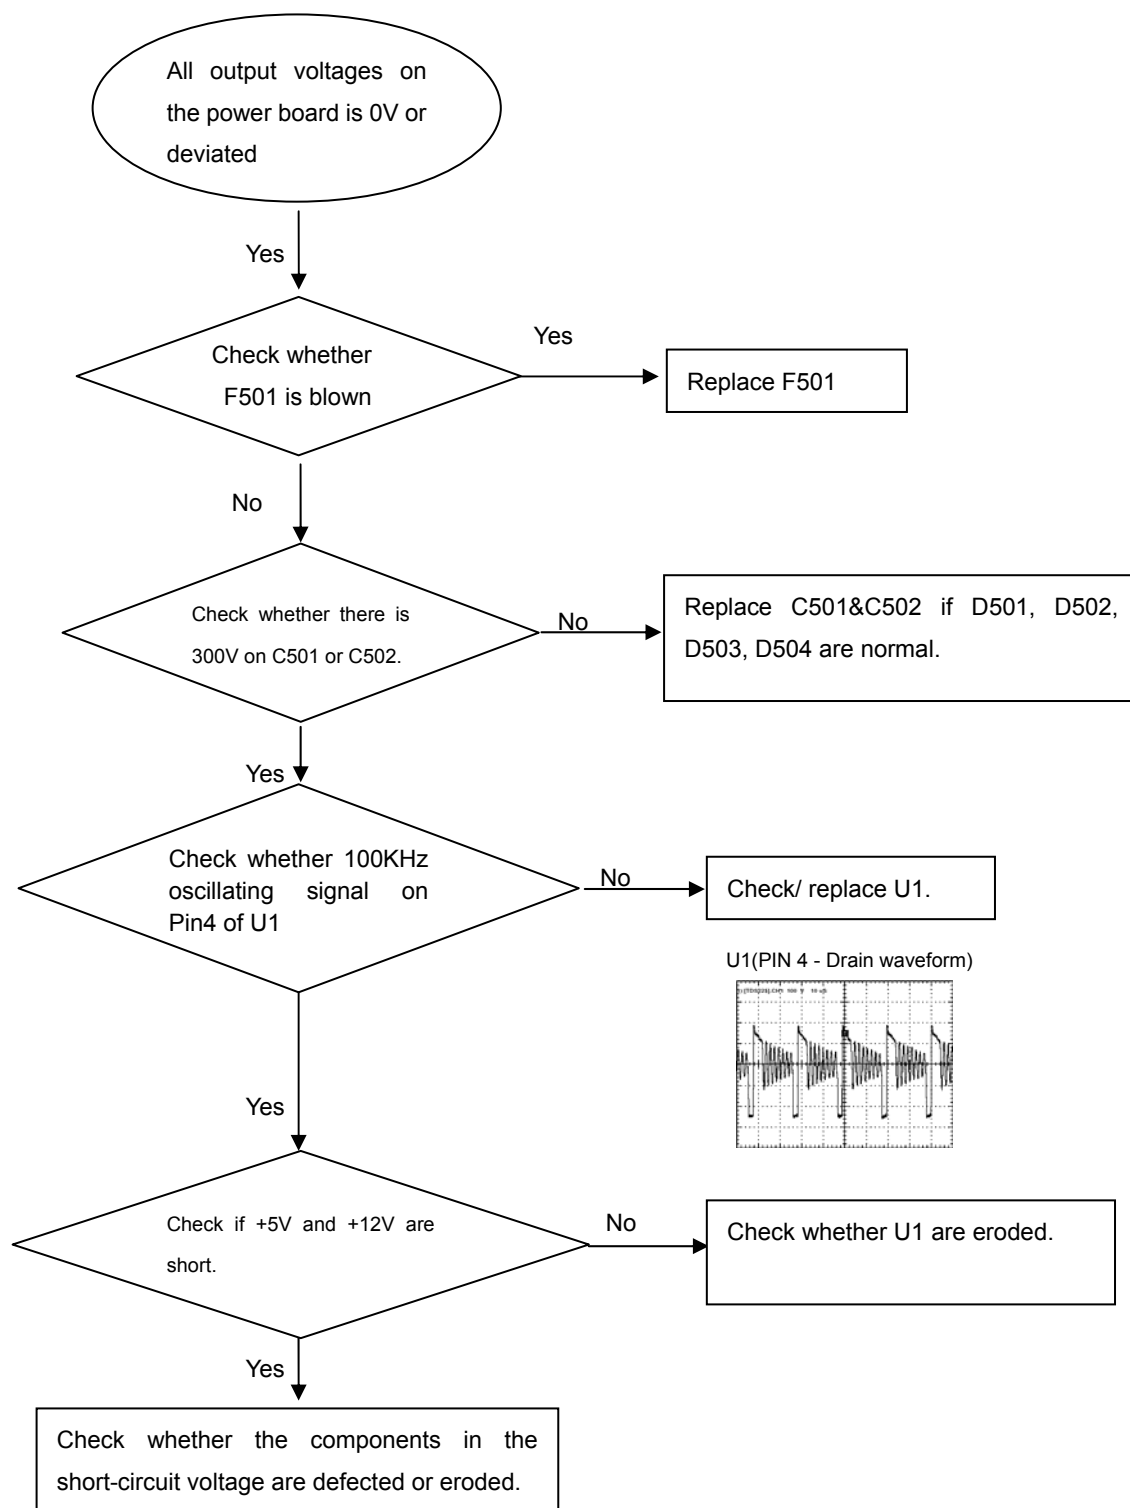 All output voltages on
the power board is 0V or
deviated
Yes
Check whether
F501 is blown
Yes
Replace F501
No
Check whether there is
300V on C501 or C502.
No
Replace C501&C502 if D501, D502,
D503, D504 are normal.
Yes
Check whether 100KHz
oscillating signal on
Pin4 of U1
No
Check/ replace U1.
U1(PIN 4 - Drain waveform)
Yes
Check if +5V and +12V are
short.
No
Check whether U1 are eroded.
Yes
Check whether the components in the
short-circuit voltage are defected or eroded.